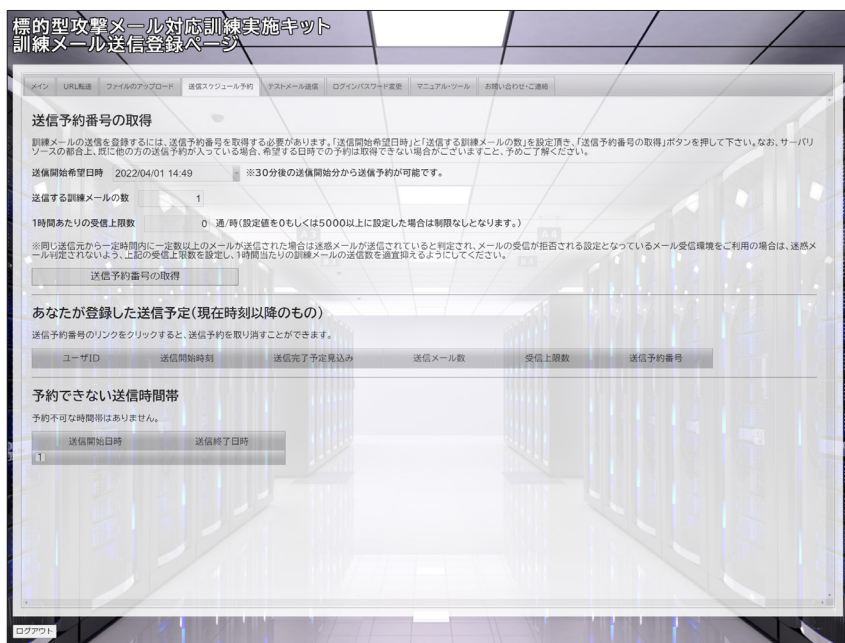 標的型攻撃メール対応訓練実施キット
訓練メール送信登録ページ
メイン URL転送 ファイルのアップロード 送信スケジュール予約 テストメール送信 ログインパスワード変更 マニュアル・ツール お問い合わせ・ご連絡
送信予約番号の取得
訓練メールの送信を登録するには、送信予約番号を取得する必要があります。「送信開始希望日時」と「送信する訓練メールの数」を設定頂き、「送信予約番号の取得」ボタンを押して下さい。なお、サーバリ
ソースの都合上、既に他の方の送信予約が入っている場合、希望する日時での予約は取得できない場合がございますこと、予めご了解ください。
送信開始希望日時 2022/04/01 14:49 ※30分後の送信開始分から送信予約が可能です。
送信する訓練メールの数 1
1時間あたりの受信上限数 0 通/時(設定値を0もしくは5000以上に設定した場合は制限なしとなります。)
※同じ送信元から一定時間内に一定数以上のメールが送信された場合は迷惑メールが送信されていると判定され、メールの受信が拒否される設定となっているメール受信環境をご利用の場合は、迷惑メ
ール判定されないよう、上記の受信上限数を設定し、1時間当たりの訓練メールの送信数を適宜抑えるようにしてください。
送信予約番号の取得
あなたが登録した送信予定(現在時刻以降のもの)
送信予約番号のリンクをクリックすると、送信予約を取り消すことができます。
ユーザID 送信開始時刻 送信完了予定見込み 送信メール数 受信上限数 送信予約番号
予約できない送信時間帯
予約不可な時間帯はありません。
送信開始日時 送信終了日時
1
ログアウト